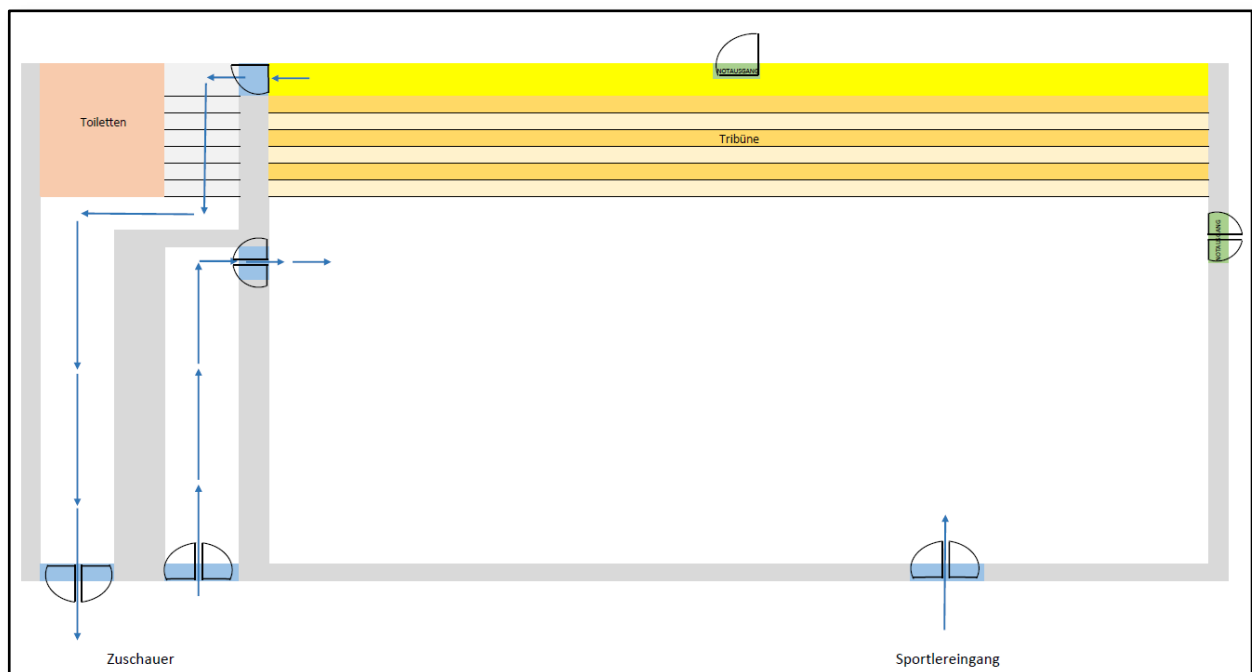 NOTAUSGANG
Toiletten
Tribüne
NOTAUSGANG
Zuschauer
Sportlereingang